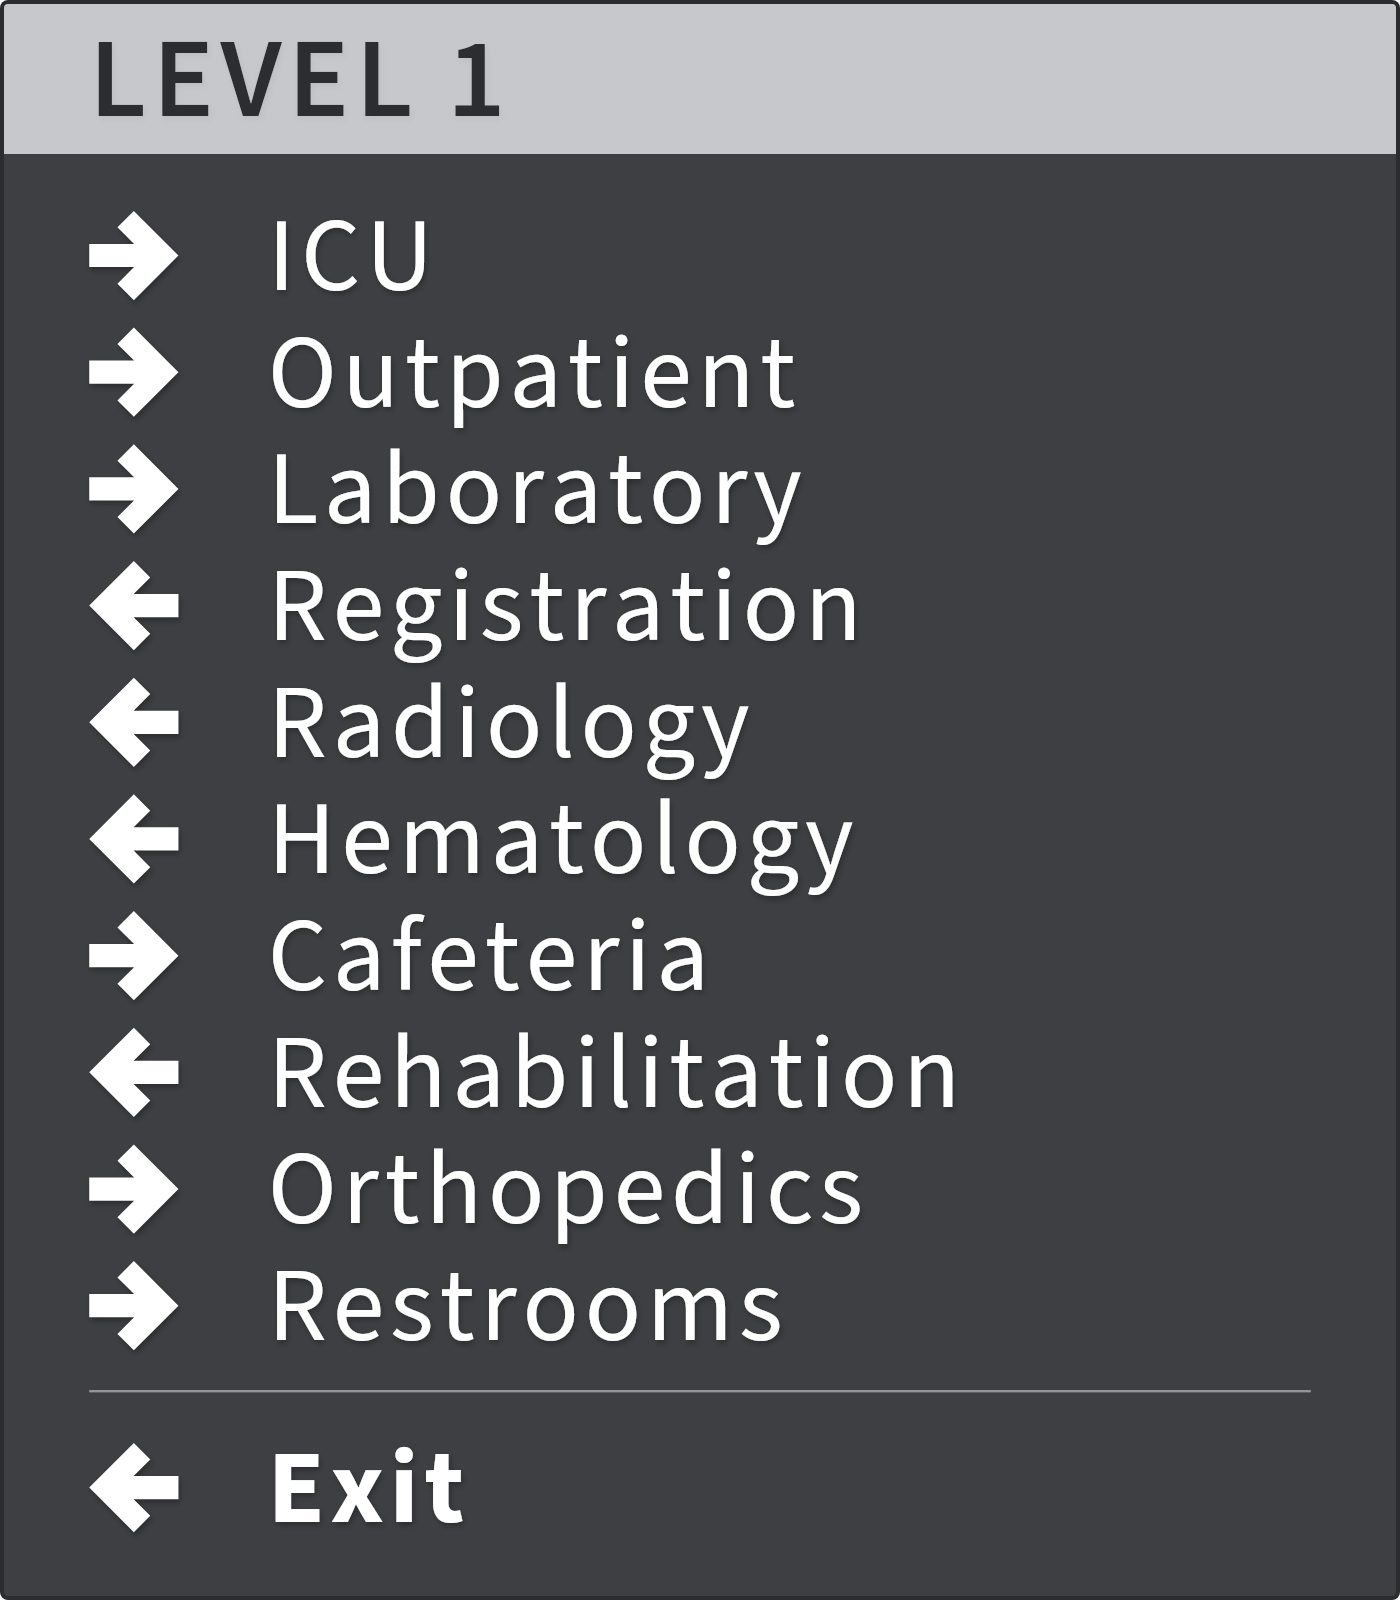 LEVEL 1
ICU
Outpatient
Laboratory
Registration
Radiology
Hematology
Cafeteria
Rehabilitation
Orthopedics
Restrooms
Exit